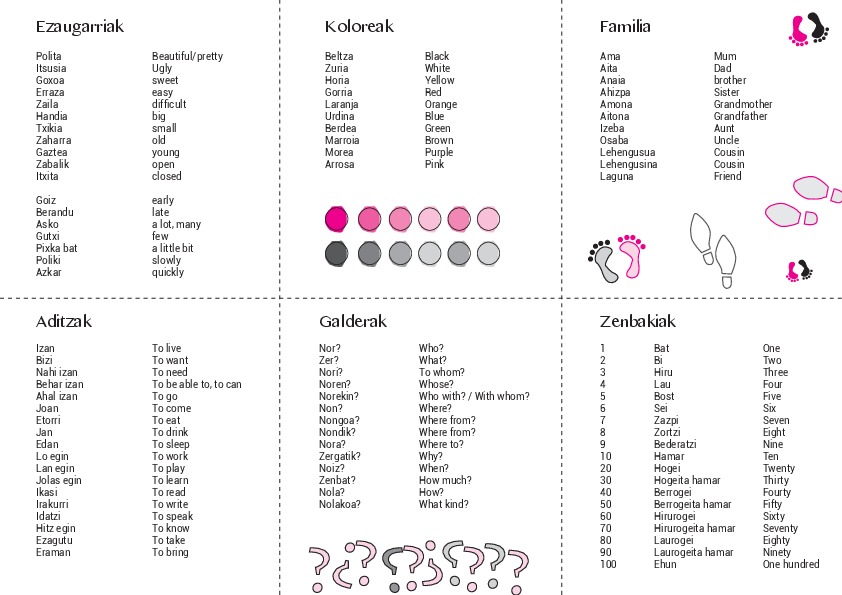 Ezaugarriak
Polita Beautiful/pretty
Itsusia Ugly
Goxoa sweet
Erraza easy
Zaila difficult
Handia big
Txikia small
Zaharra old
Gaztea young
Zabalik open
Itxita closed
Goiz early
Berandu late
Asko a lot, many
Gutxi few
Pixka bat a little bit
Poliki slowly
Azkar quickly
Koloreak
Beltza Black
Zuria White
Horia Yellow
Gorria Red
Laranja Orange
Urdina Blue
Berdea Green
Marroia Brown
Morea Purple
Arrosa Pink
Familia
Ama Mum
Aita Dad
Anaia brother
Ahizpa Sister
Amona Grandmother
Aitona Grandfather
Izeba Aunt
Osaba Uncle
Lehengusua Cousin
Lehengusina Cousin
Laguna Friend
Aditzak
Izan To live
Bizi To want
Nahi izan To need
Behar izan To be able to, to can
Ahal izan To go
Joan To come
Etorri To eat
Jan To drink
Edan To sleep
Lo egin To work
Lan egin To play
Jolas egin To learn
Ikasi To read
Irakurri To write
Idatzi To speak
Hitz egin To know
Ezagutu To take
Eraman To bring
Galderak
Nor? Who?
Zer? What?
Nori? To whom?
Noren? Whose?
Norekin? Who with? / With whom?
Non? Where?
Nongoa? Where from?
Nondik? Where from?
Nora? Where to?
Zergatik? Why?
Noiz? When?
Zenbat? How much?
Nola? How?
Nolakoa? What kind?
Zenbakiak
1 Bat One
2 Bi Two
3 Hiru Three
4 Lau Four
5 Bost Five
6 Sei Six
7 Zazpi Seven
8 Zortzi Eight
9 Bederatzi Nine
10 Hamar Ten
20 Hogei Twenty
30 Hogeita hamar Thirty
40 Berrogei Fourty
50 Berrogeita hamar Fifty
60 Hirurogei Sixty
70 Hirurogeita hamar Seventy
80 Laurogei Eighty
90 Laurogeita hamar Ninety
100 Ehun One hundred